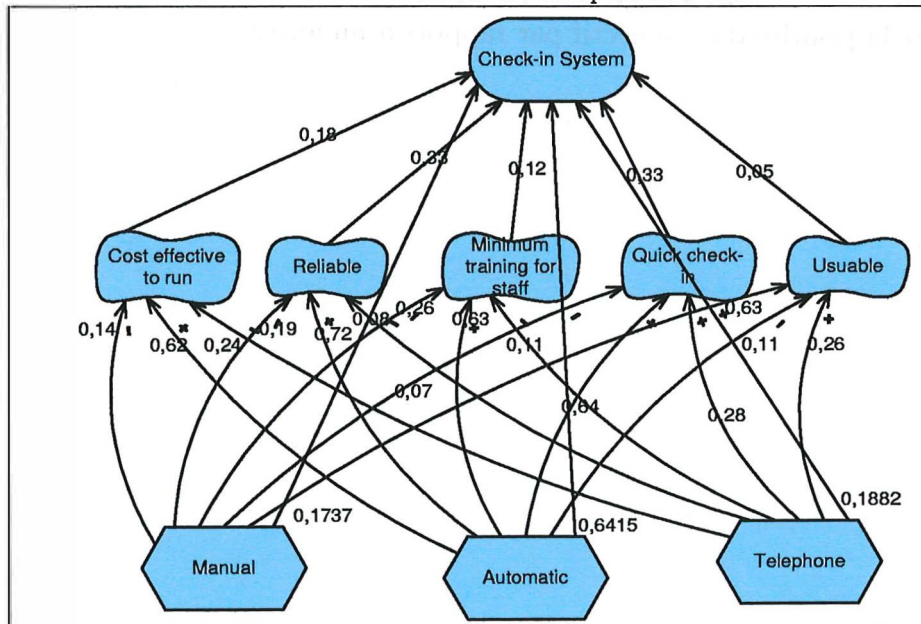 Check-in System
0,18
0,33
0,12
0,33
0,05
Cost effective
to run
Reliable
Minimum
training for
staff
Quick check-
in
Usuable
0,14
0,62
0,24
0,19
0,72
0,08
0,26
0,63
0,11
0,63
0,11
0,26
0,07
0,64
0,28
0,1737
0,6415
0,1882
Manual
Automatic
Telephone